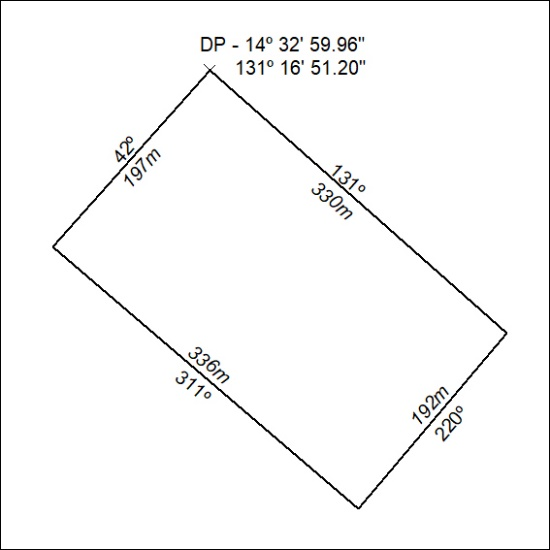 DP - 14º 32' 59.96"
131º 16' 51.20"
42º
197m
131º
330m
336m
311º
192m
220º